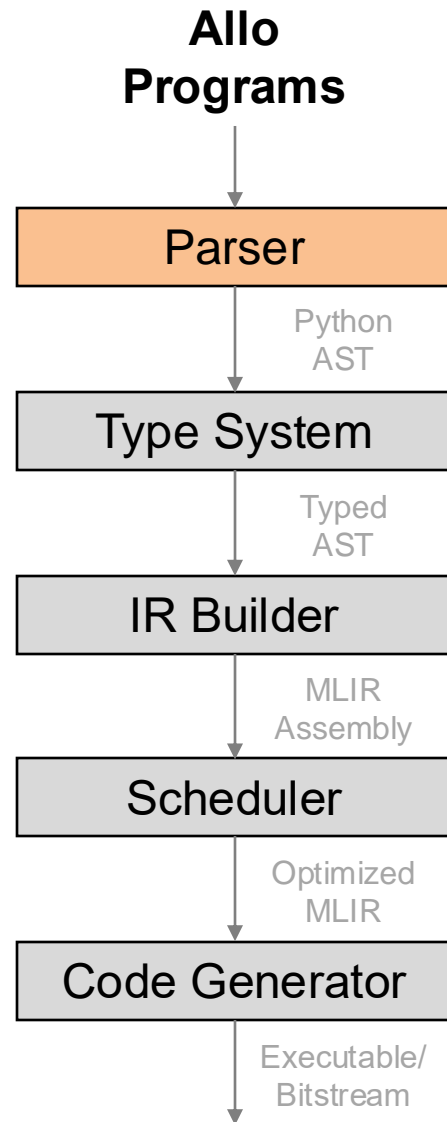 Allo
Programs
Parser
Python
AST
Type System
Typed
AST
IR Builder
MLIR
Assembly
Scheduler
Optimized
MLIR
Code Generator
Executable/
Bitstream